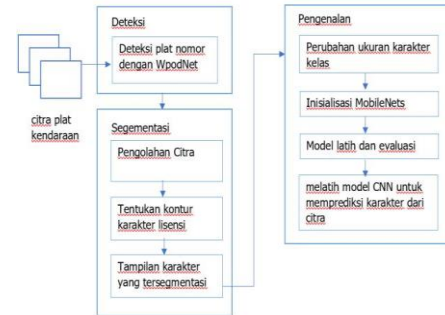 citra plat
kendaraan
Deteksi
Deteksi plat nomor
dengan WpodNet
Segmentasi
Pengolahan Citra
Tentukan kontur
karakter lisensi
Tampilan karakter
yang tersegmentasi
Pengenalan
Perubahan ukuran karakter
kelas
Inisialisasi MobileNets
Model latih dan evaluasi
melatih model CNN untuk
memprediksi karakter dari
citra